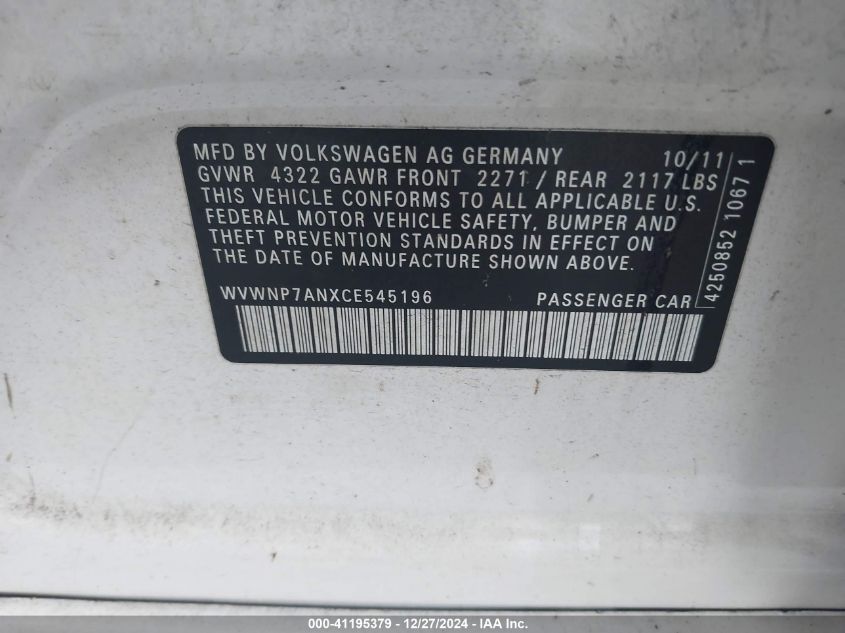 MFD BY VOLKSWAGEN AG GERMANY 10/11
GVWR 4322 GAWR FRONT 2271 / REAR 2117 LBS
THIS VEHICLE CONFORMS TO ALL APPLICABLE U.S.
FEDERAL MOTOR VEHICLE SAFETY, BUMPER AND
THEFT PREVENTION STANDARDS IN EFFECT ON
THE DATE OF MANUFACTURE SHOWN ABOVE.
WVWNP7ANXCE545196 PASSENGER CAR
4250852 10671
000-41195379 - 12/27/2024 - IAA Inc.